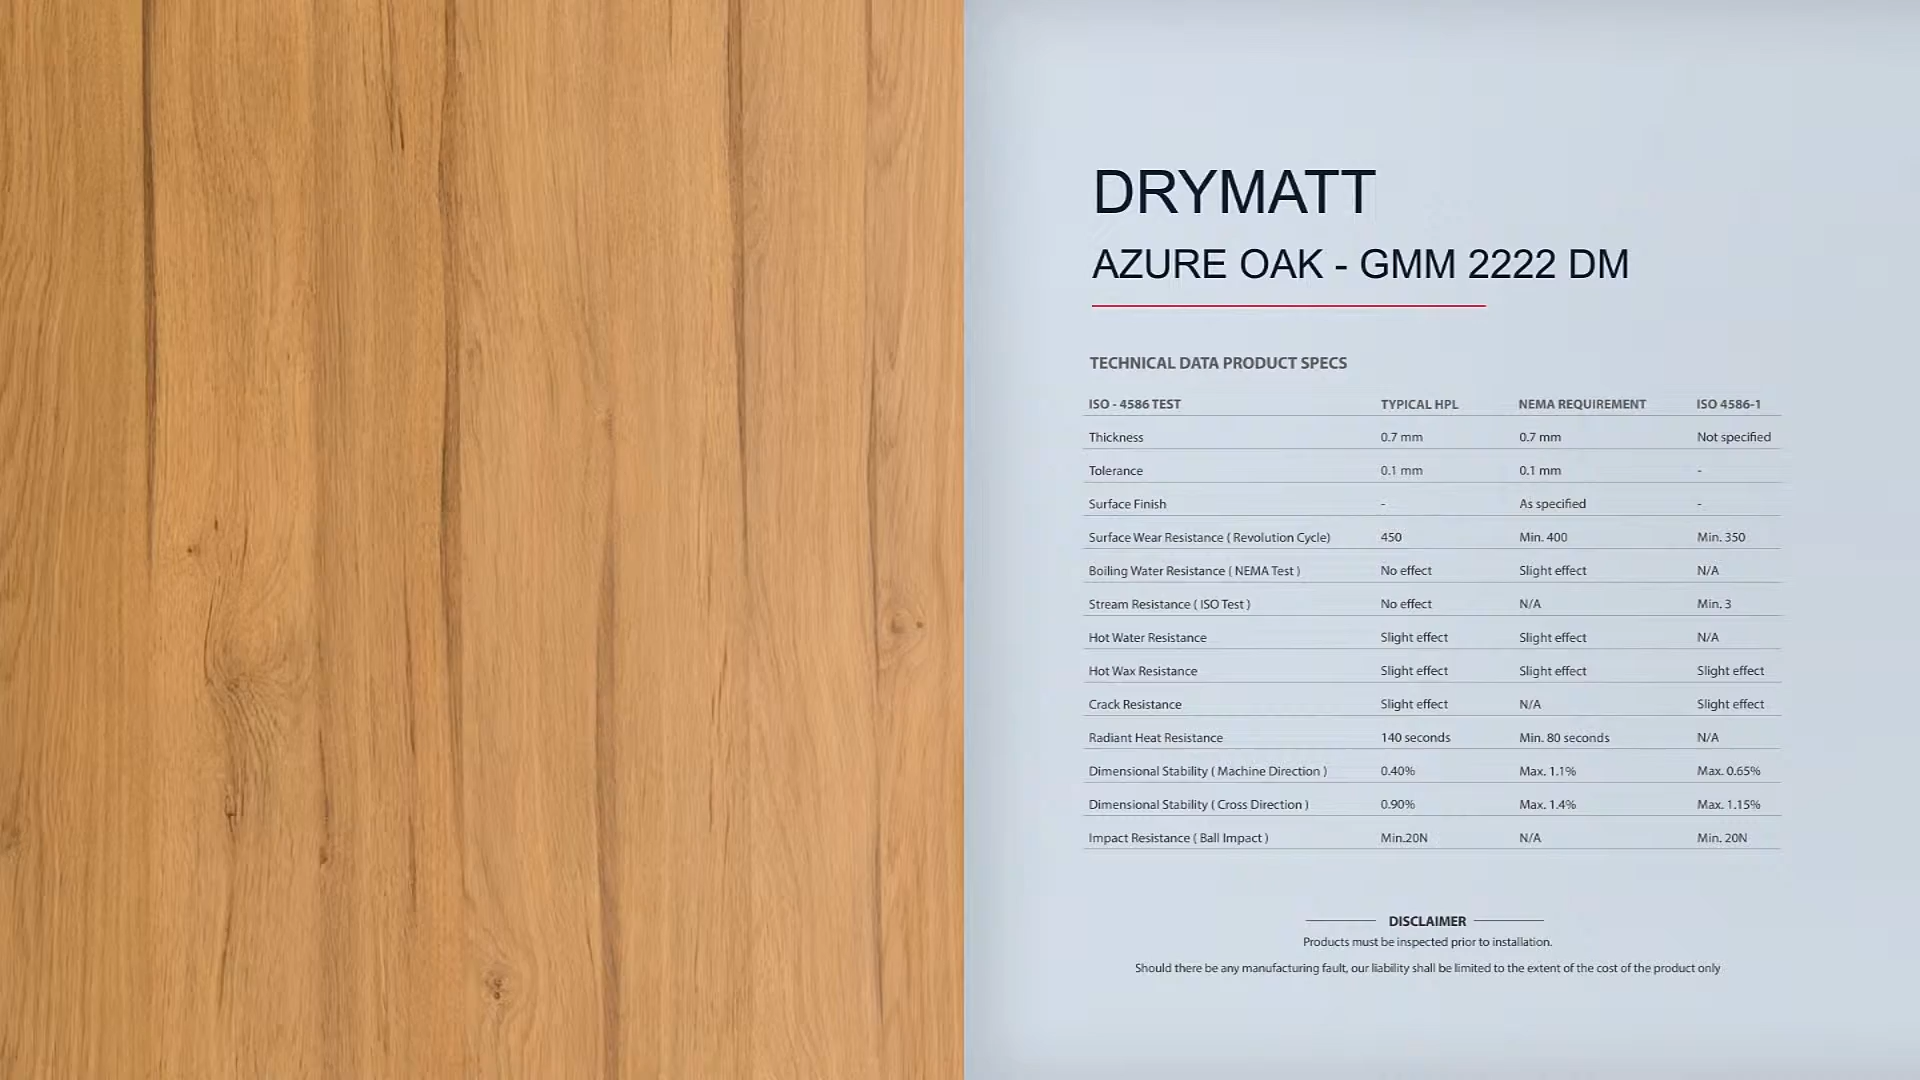 DRYMATT
AZURE OAK - GMM 2222 DM
TECHNICAL DATA PRODUCT SPECS
ISO - 4586 TEST TYPICAL HPL NEMA REQUIREMENT ISO 4586-1
Thickness 0.7 mm 0.7 mm Not specified
Tolerance 0.1 mm 0.1 mm -
Surface Finish - As specified -
Surface Wear Resistance ( Revolution Cycle) 450 Min. 400 Min. 350
Boiling Water Resistance ( NEMA Test ) No effect Slight effect N/A
Stream Resistance ( ISO Test ) No effect N/A Min. 3
Hot Water Resistance Slight effect Slight effect N/A
Hot Wax Resistance Slight effect Slight effect Slight effect
Crack Resistance Slight effect N/A Slight effect
Radiant Heat Resistance 140 seconds Min. 80 seconds N/A
Dimensional Stability ( Machine Direction ) 0.40% Max. 1.1% Max. 0.65%
Dimensional Stability ( Cross Direction ) 0.90% Max. 1.4% Max. 1.15%
Impact Resistance ( Ball Impact ) Min.20N N/A Min. 20N
DISCLAIMER
Products must be inspected prior to installation.
Should there be any manufacturing fault, our liability shall be limited to the extent of the cost of the product only